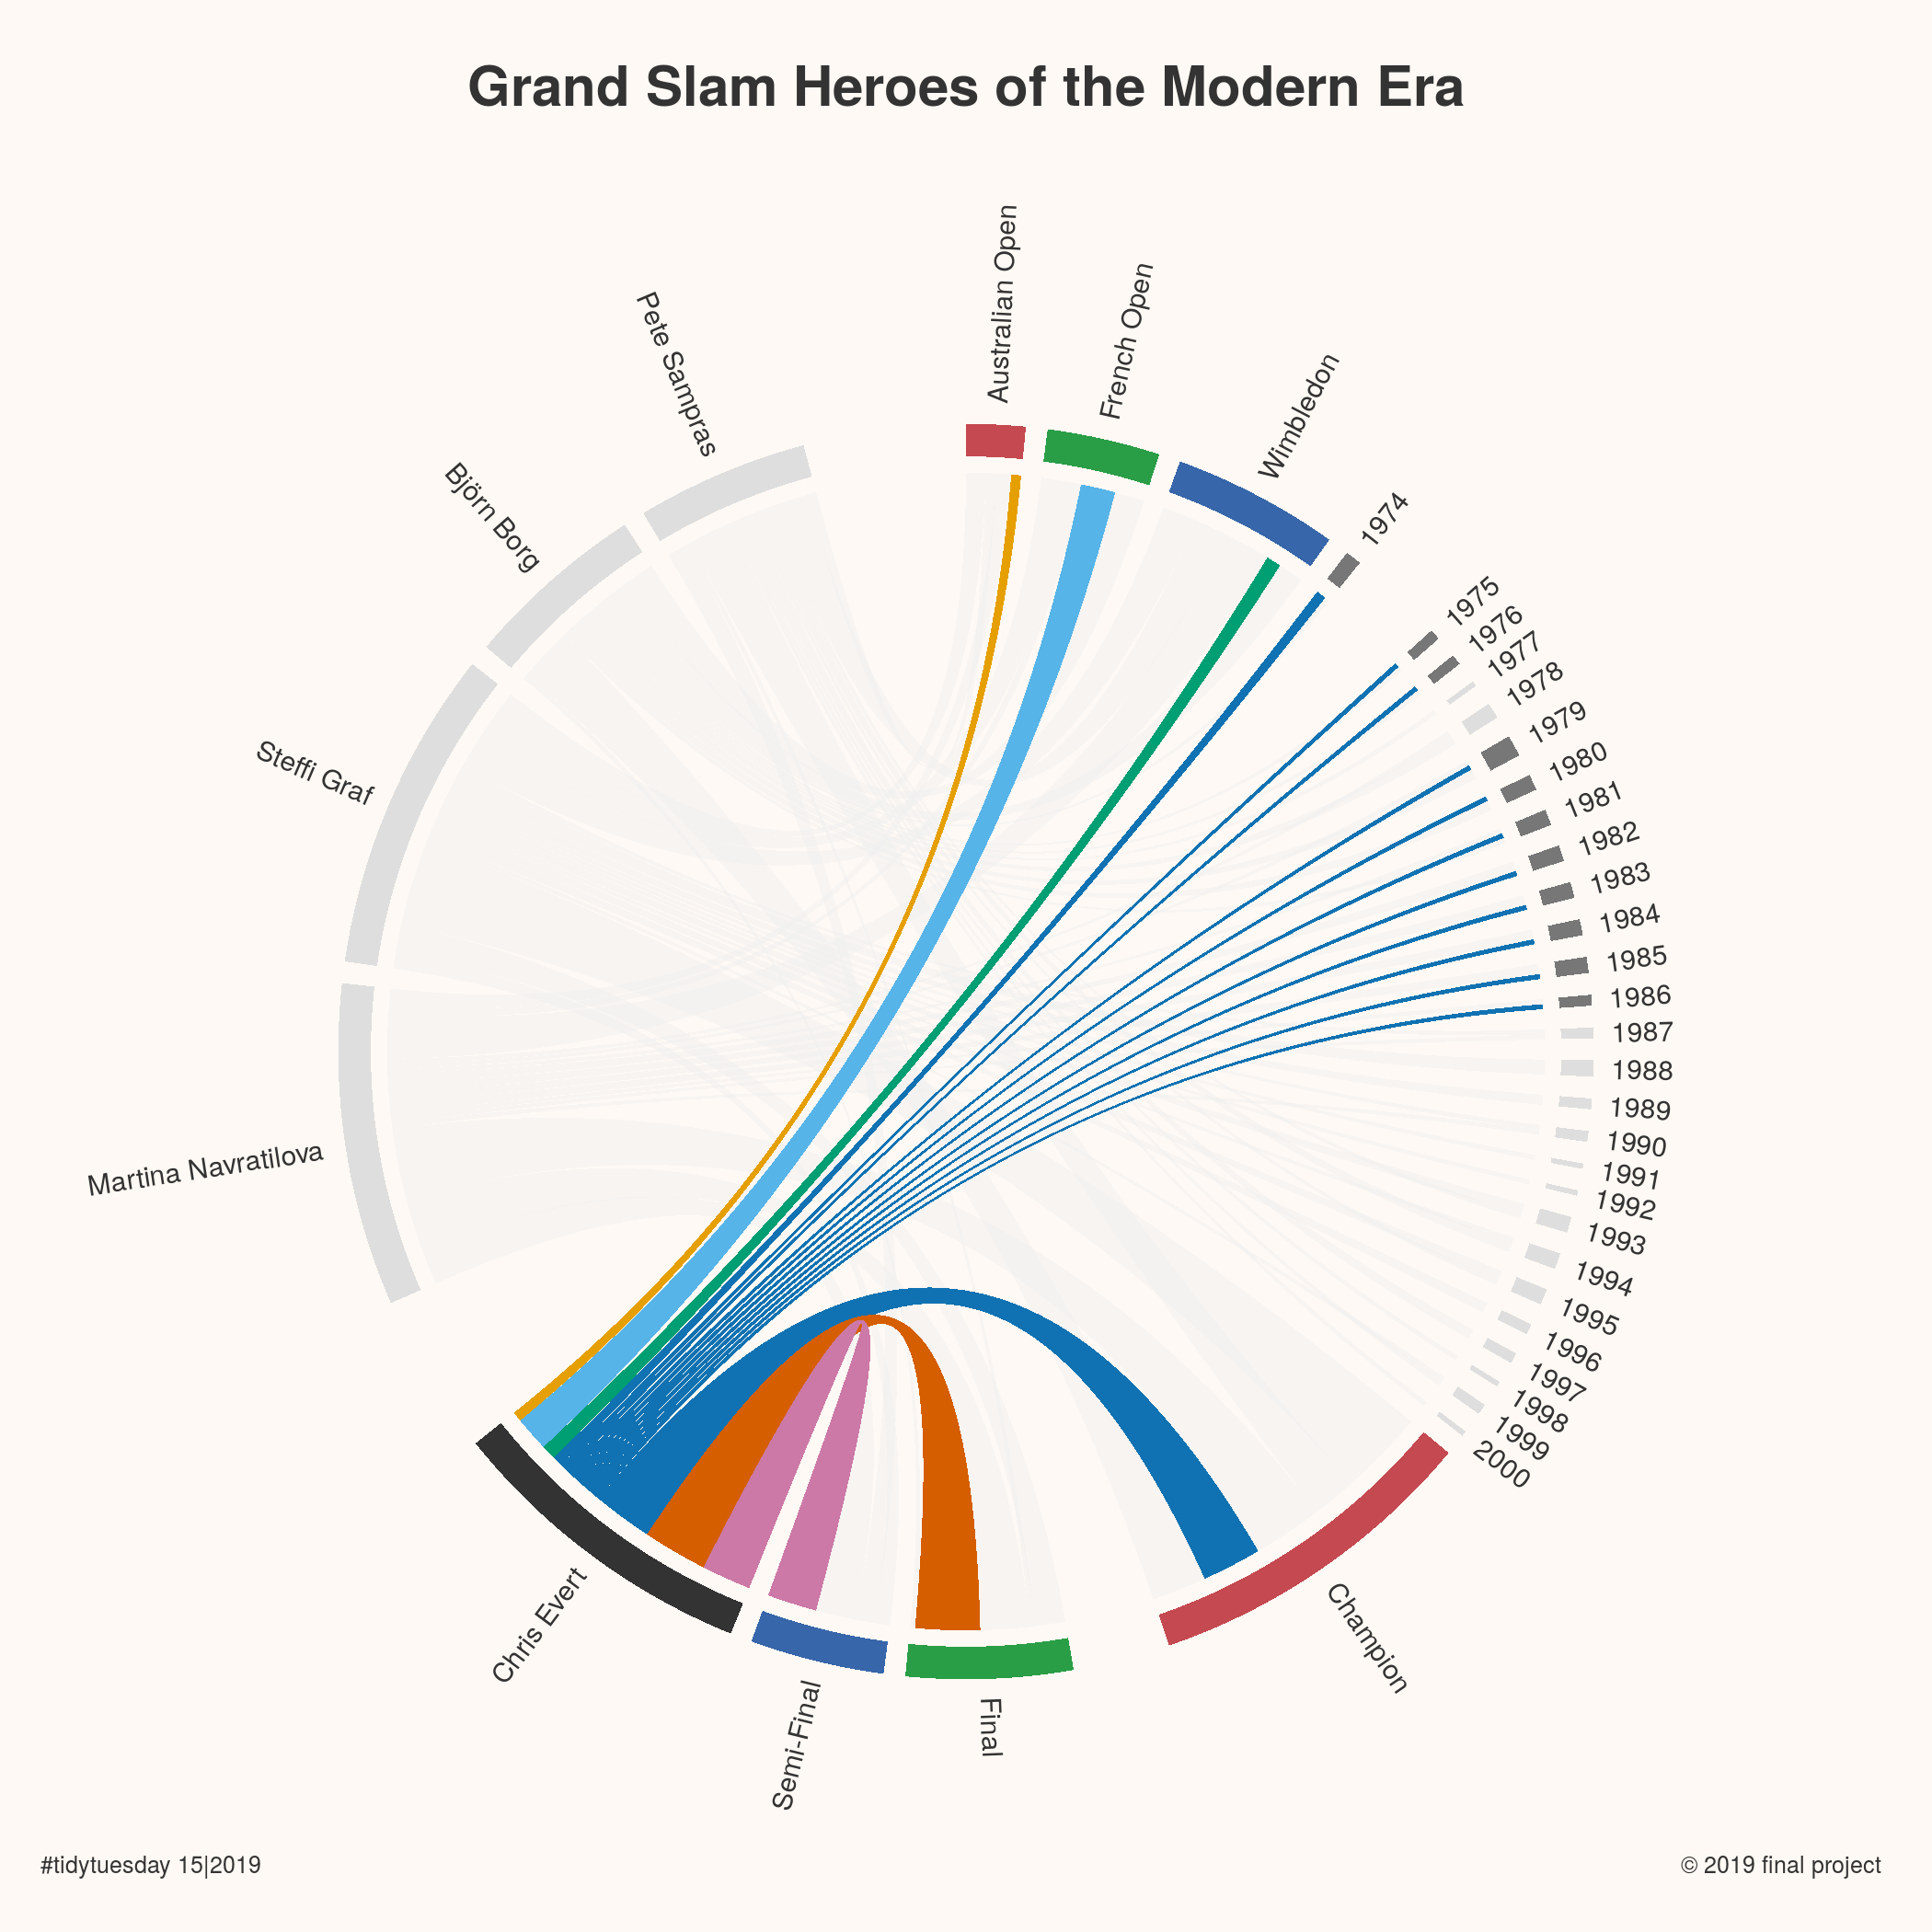 Grand Slam Heroes of the Modern Era
Australian Open
French Open
Wimbledon
1974
1975
1976
1977
1978
1979
1980
1981
1982
1983
1984
1985
1986
1987
1988
1989
1990
1991
1992
1993
1994
1995
1996
1997
1998
1999
2000
Champion
Final
Semi-Final
Chris Evert
Martina Navratilova
Steffi Graf
Björn Borg
Pete Sampras
#tidytuesday 15|2019
© 2019 final project